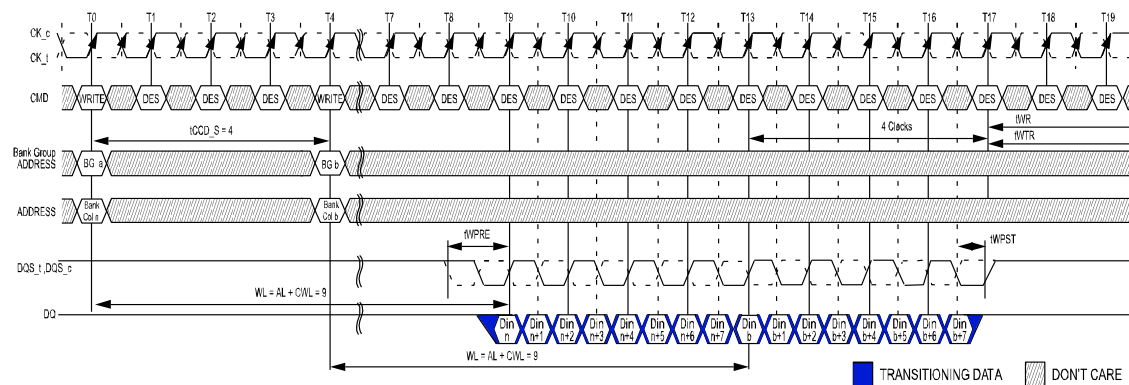 T0 T1 T2 T3 T4 T7 T8 T9 T10 T11 T12 T13 T14 T15 T16 T17 T18 T19
CK_c
CK_t
CMD WRITE DES DES DES WRITE DES DES DES DES DES DES DES DES DES DES DES DES DES
tCCD_S = 4
4 Clocks
tWR
tWTR
Bank Group
ADDRESS
BG a
BG b
ADDRESS
Bank
Col n
Bank
Col b
tWPRE
tWPST
DQS_t ,DQS_c
WL = AL + CWL = 9
DQ
Din
n
Din
n+1
Din
n+2
Din
n+3
Din
n+4
Din
n+5
Din
n+6
Din
n+7
Din
b
Din
b+1
Din
b+2
Din
b+3
Din
b+4
Din
b+5
Din
b+6
Din
b+7
WL = AL + CWL = 9
TRANSITIONING DATA
DON'T CARE